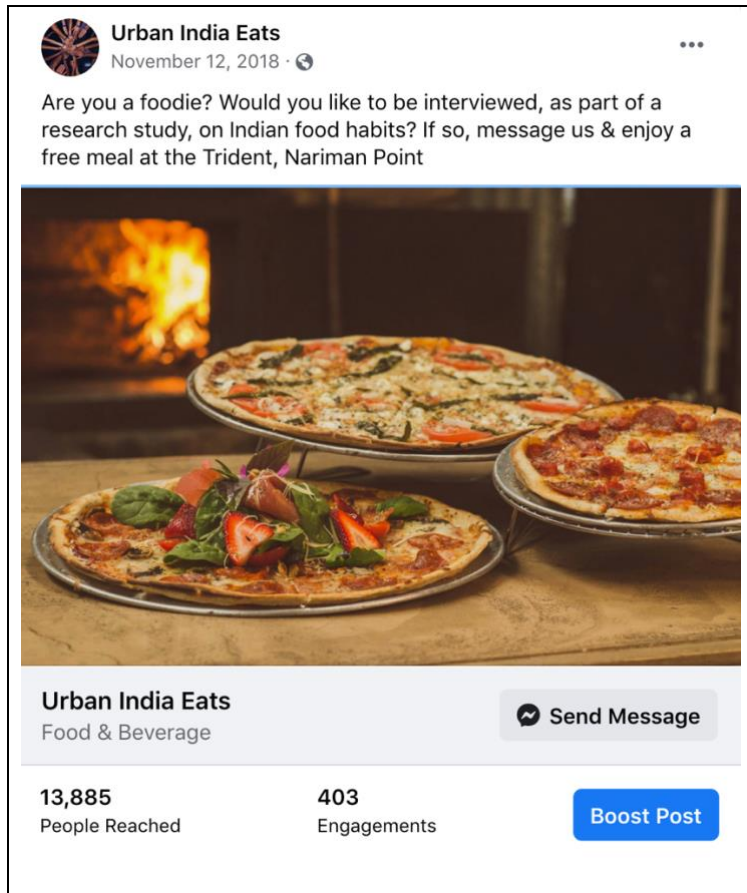 Urban India Eats
November 12, 2018 ·
Are you a foodie? Would you like to be interviewed, as part of a
research study, on Indian food habits? If so, message us & enjoy a
free meal at the Trident, Nariman Point
Urban India Eats
Food & Beverage
Send Message
13,885
People Reached
403
Engagements
Boost Post